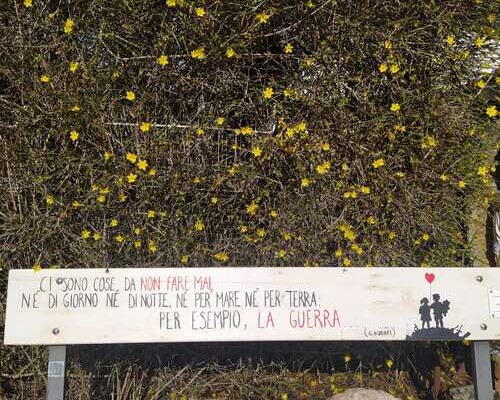 CI SONO COSE, DA NON FARE MAI,
NÉ DI GIORNO NÉ DI NOTTE, NÉ PER MARE NÉ PER TERRA:
PER ESEMPIO, LA GUERRA...
(G. RODARI)